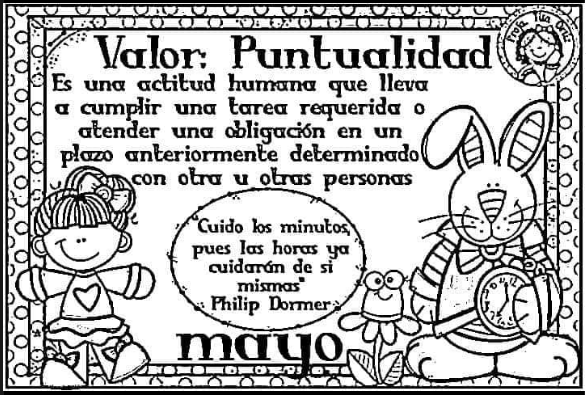 Valor: Puntualidad
Es una actitud humana que lleva
a cumplir una tarea requerida o
atender una obligación en un
plazo anteriormente determinado
con otra u otras personas
"Cuido los minutos,
pues las horas ya
cuidarán de si
mismas"
Philip Dormer
mayo